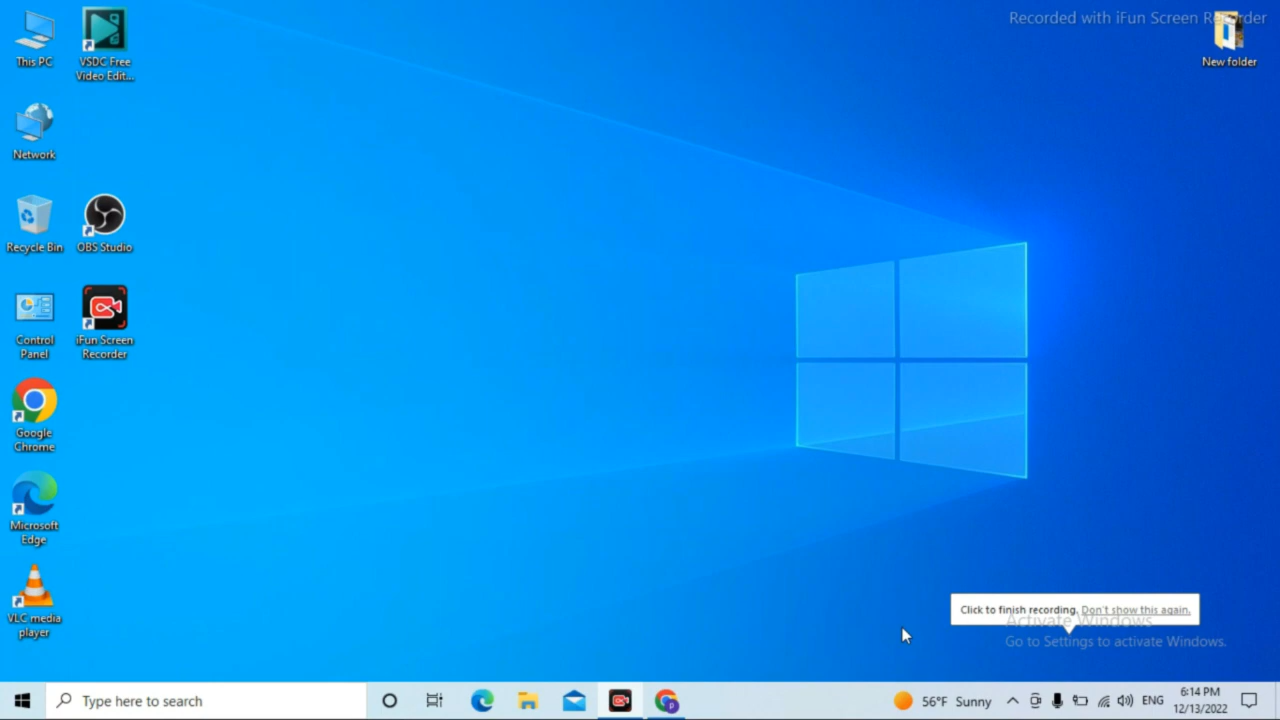 Recorded with iFun Screen Recorder
This PC
VSDC Free
Video Edit...
New folder
Network
Recycle Bin
OBS Studio
Control
Panel
iFun Screen
Recorder
Google
Chrome
Microsoft
Edge
VLC media
player
Click to finish recording. Don't show this again.
Activate Windows
Go to Settings to activate Windows.
Type here to search
56°F Sunny
ENG
6:14 PM
12/13/2022